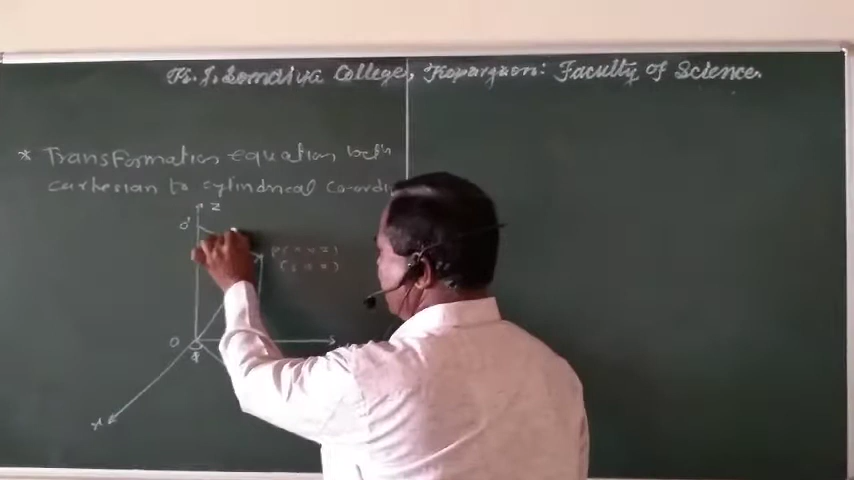 K. J. Somaiya College, Kopargaon: Faculty of Science.
* Transformation equation betn
cartesian to cylindrical co-ordi
Z
O'
P(x y z)
O
φ
x